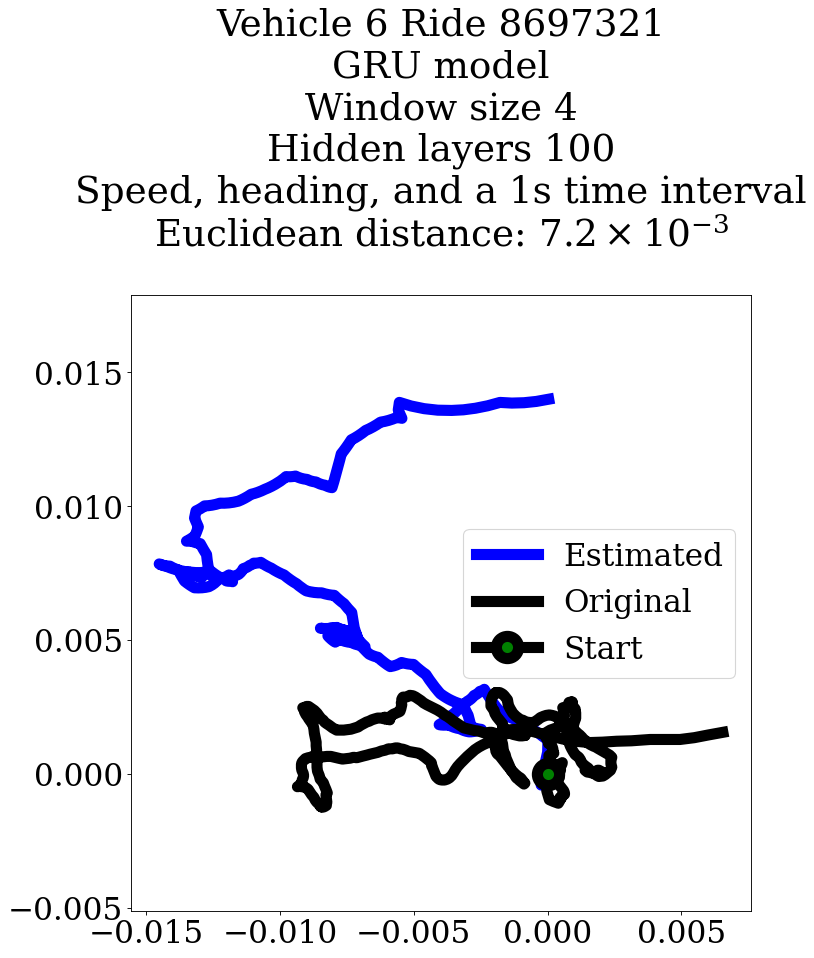 Vehicle 6 Ride 8697321
GRU model
Window size 4
Hidden layers 100
Speed, heading, and a 1s time interval
Euclidean distance: 7.2 × 10⁻³
0.015
0.010
0.005
0.000
−0.005
Estimated
Original
Start
−0.015 −0.010 −0.005 0.000 0.005